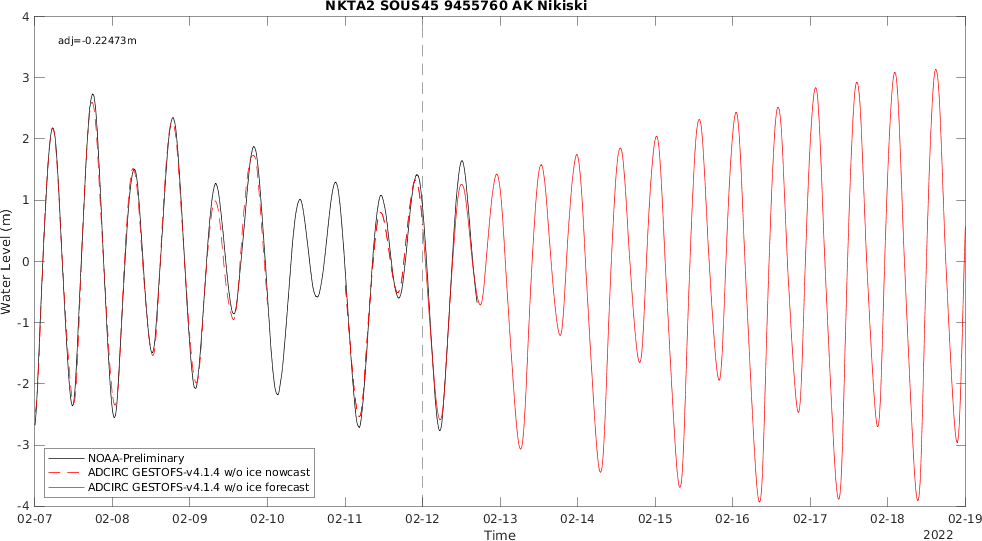 NKTA2 SOUS45 9455760 AK Nikiski
adj=-0.22473m
4
3
2
1
0
-1
-2
-3
-4
Water Level (m)
NOAA-Preliminary
ADCIRC GESTOFS-v4.1.4 w/o ice nowcast
ADCIRC GESTOFS-v4.1.4 w/o ice forecast
02-07 02-08 02-09 02-10 02-11 02-12 02-13 02-14 02-15 02-16 02-17 02-18 02-19
Time
2022